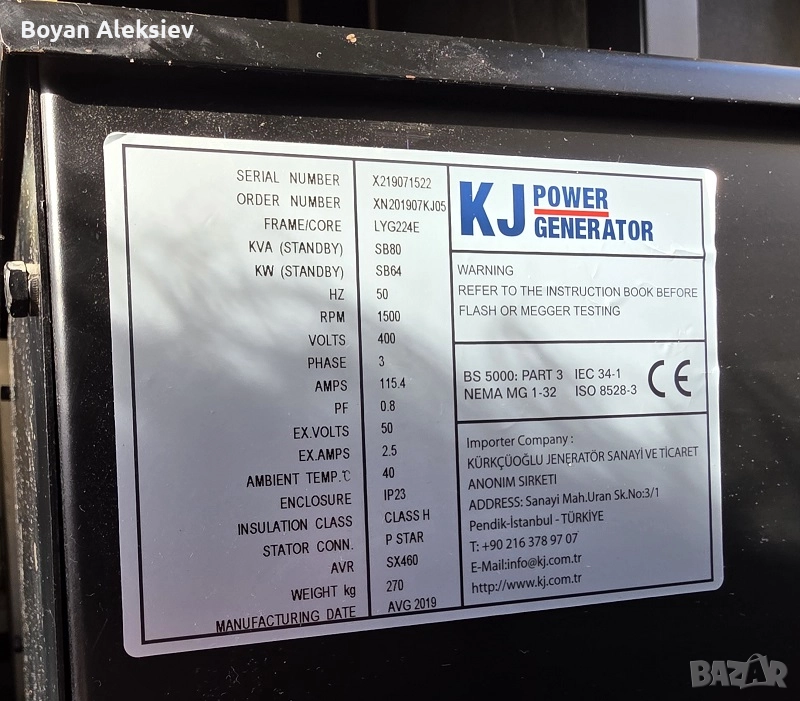 Boyan Aleksiev
SERIAL NUMBER X219071522
ORDER NUMBER XN201907KJ05
FRAME/CORE LYG224E
KVA (STANDBY) SB80
KW (STANDBY) SB64
HZ 50
RPM 1500
VOLTS 400
PHASE 3
AMPS 115.4
PF 0.8
EX.VOLTS 50
EX.AMPS 2.5
AMBIENT TEMP.℃ 40
ENCLOSURE IP23
INSULATION CLASS CLASS H
STATOR CONN. P STAR
AVR SX460
WEIGHT kg 270
MANUFACTURING DATE AVG 2019
KJ POWER
GENERATOR
WARNING
REFER TO THE INSTRUCTION BOOK BEFORE
FLASH OR MEGGER TESTING
BS 5000: PART 3 IEC 34-1
NEMA MG 1-32 ISO 8528-3
CE
Importer Company :
KÜRKÇÜOGLU JENERATÖR SANAYİ VE TİCARET
ANONIM SIRKETI
ADDRESS: Sanayi Mah.Uran Sk.No:3/1
Pendik-İstanbul - TÜRKİYE
T: +90 216 378 97 07
E-Mail:info@kj.com.tr
http://www.kj.com.tr
BAZAR